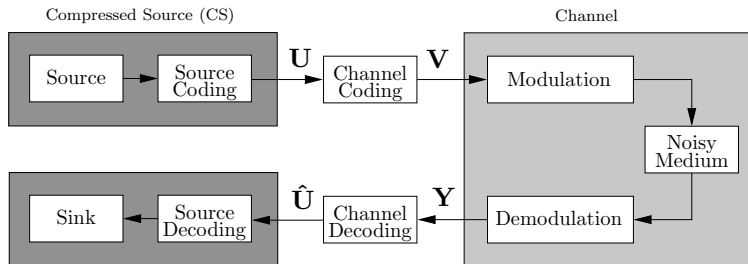 Compressed Source (CS)
Channel
Source
Source
Coding
U
Channel
Coding
V
Modulation
Noisy
Medium
Sink
Source
Decoding
Û
Channel
Decoding
Y
Demodulation